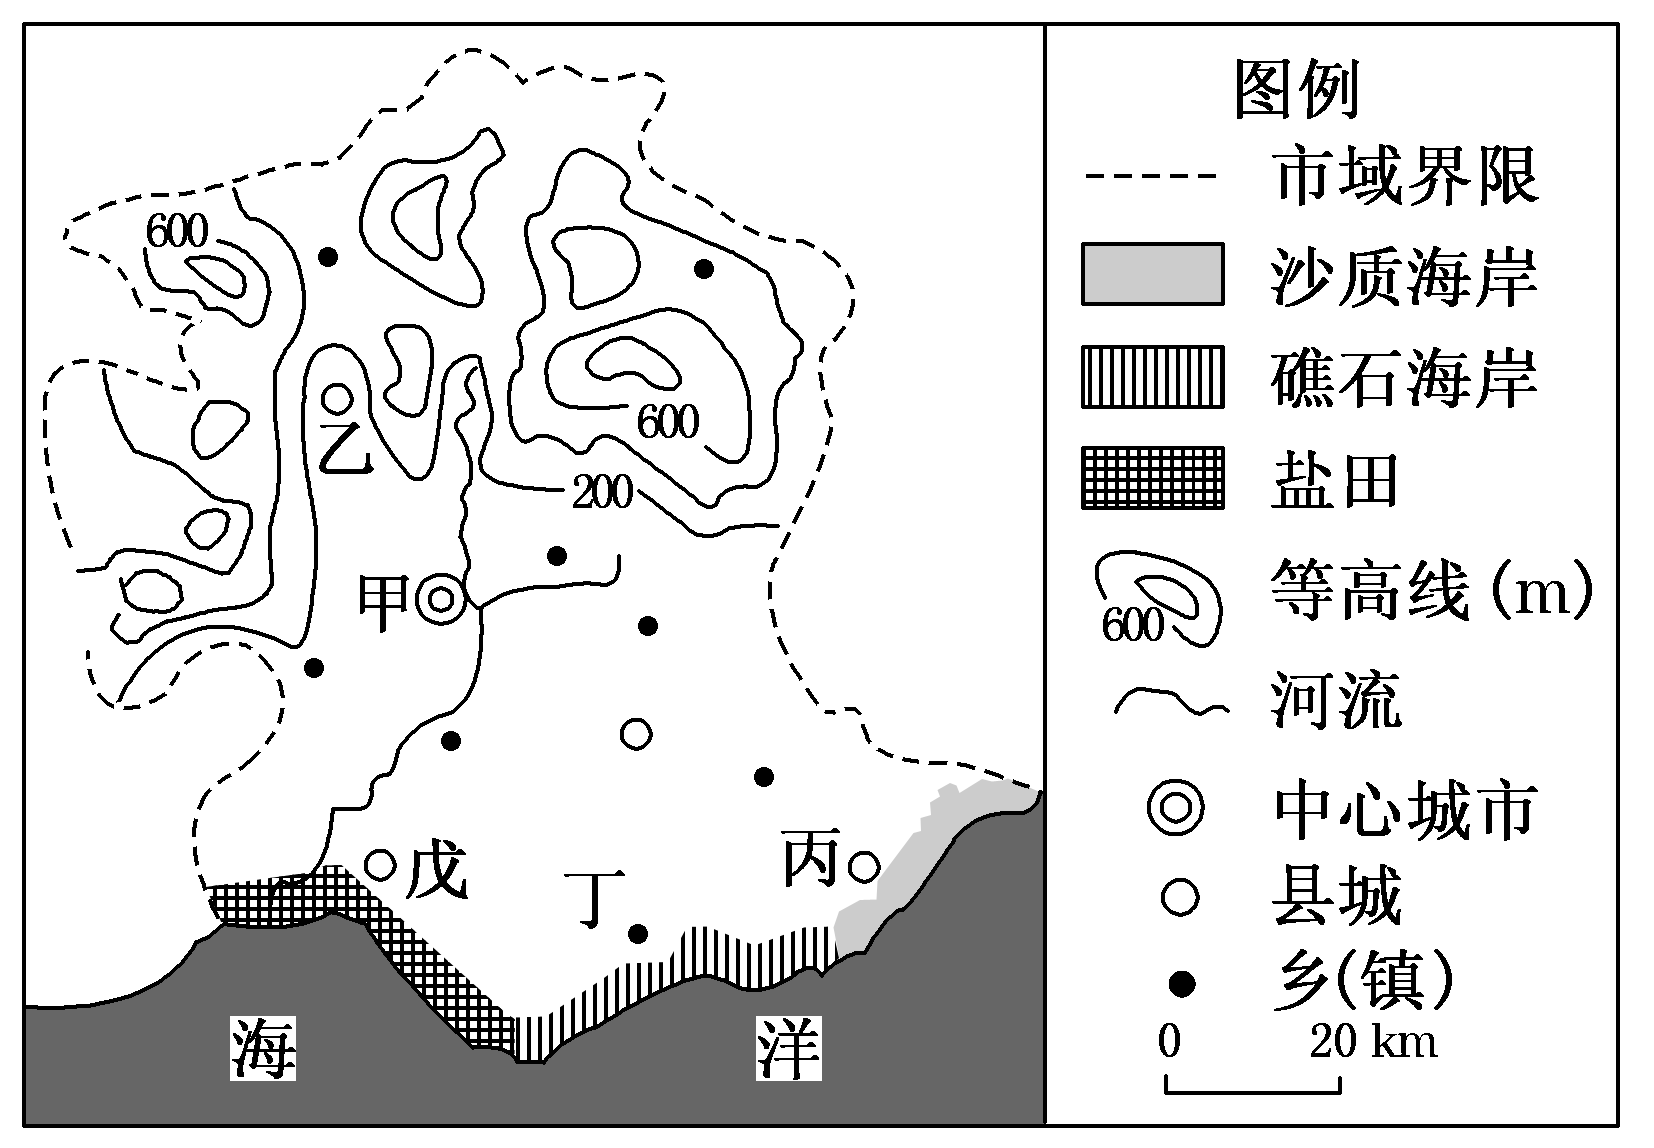 600
乙
600
200
甲
戊
丁
丙
海
洋
图例
市域界限
沙质海岸
礁石海岸
盐田
600
等高线(m)
河流
中心城市
县城
乡(镇)
0 20 km